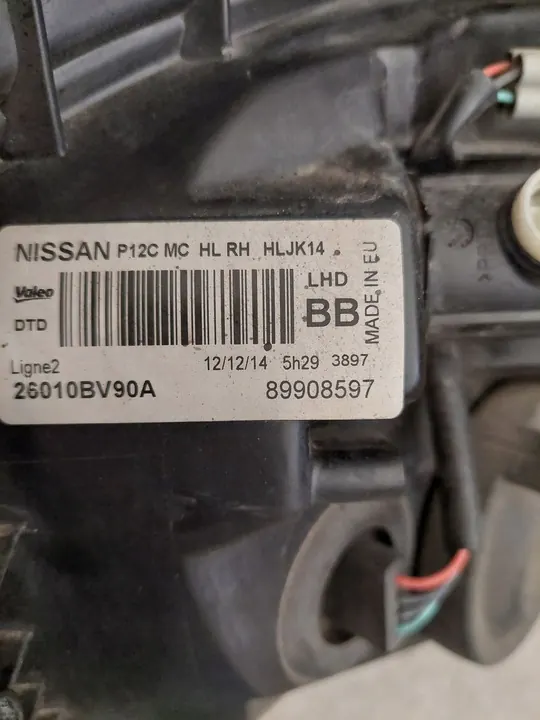 NISSAN P12C MC HL RH HLJK14
Valeo
LHD
DTD
BB
MADE IN EU
Ligne2
12/12/14 5h29 3897
26010BV90A
89908597